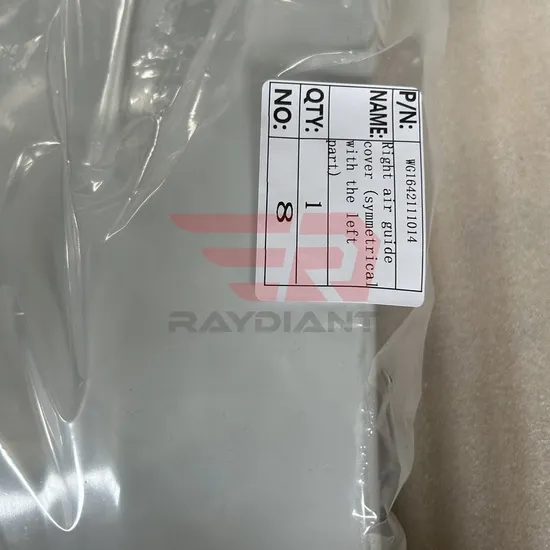 P/N: WG1642111014
NAME: Right air guide
cover (symmetrical
with the left
part)
QTY: 1
NO: 8
RAYDIANT